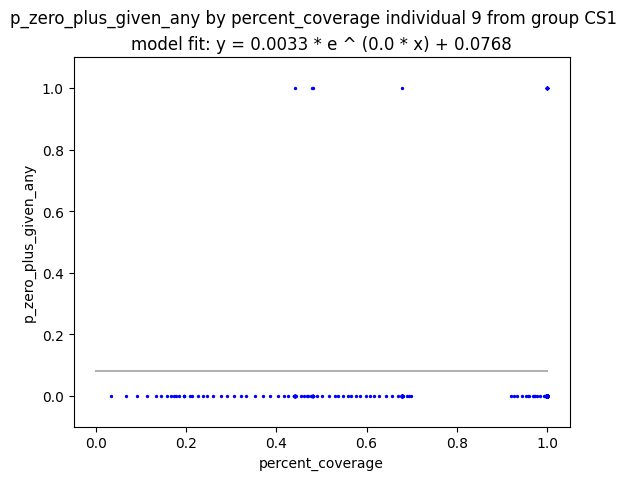 p_zero_plus_given_any by percent_coverage individual 9 from group CS1
model fit: y = 0.0033 * e ^ (0.0 * x) + 0.0768
1.0
0.8
0.6
0.4
0.2
0.0
p_zero_plus_given_any
0.0 0.2 0.4 0.6 0.8 1.0
percent_coverage